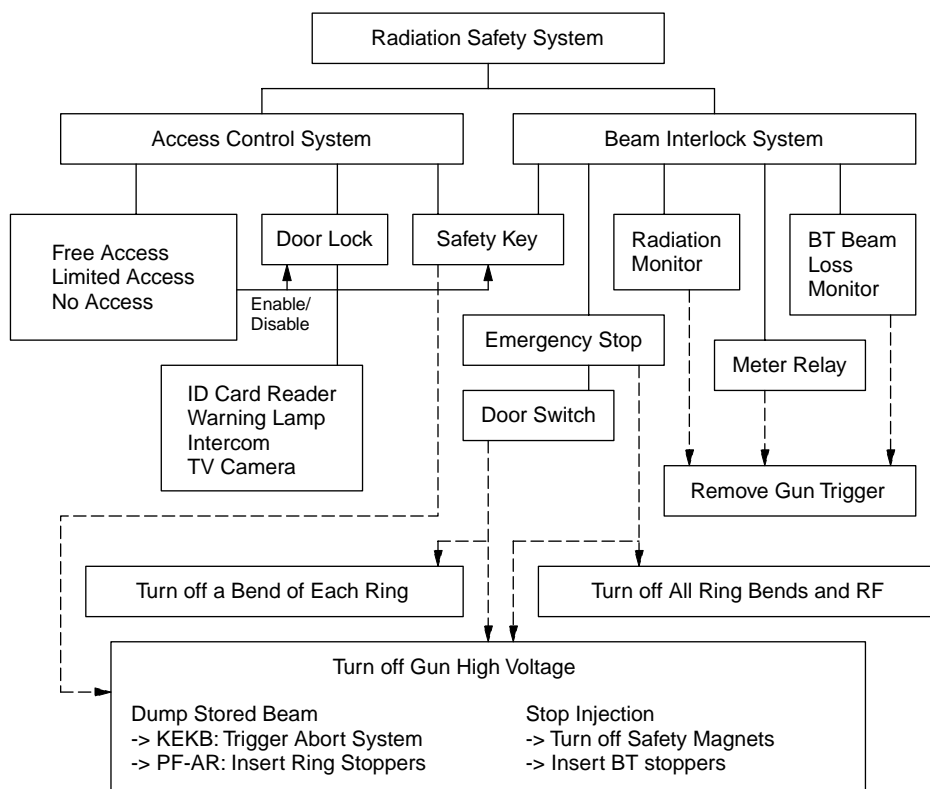 Radiation Safety System
Access Control System
Beam Interlock System
Free Access
Limited Access
No Access
Door Lock
Safety Key
Radiation
Monitor
BT Beam
Loss
Monitor
Enable/
Disable
Emergency Stop
Meter Relay
ID Card Reader
Warning Lamp
Intercom
TV Camera
Door Switch
Remove Gun Trigger
Turn off a Bend of Each Ring
Turn off All Ring Bends and RF
Turn off Gun High Voltage
Dump Stored Beam
-> KEKB: Trigger Abort System
-> PF-AR: Insert Ring Stoppers
Stop Injection
-> Turn off Safety Magnets
-> Insert BT stoppers